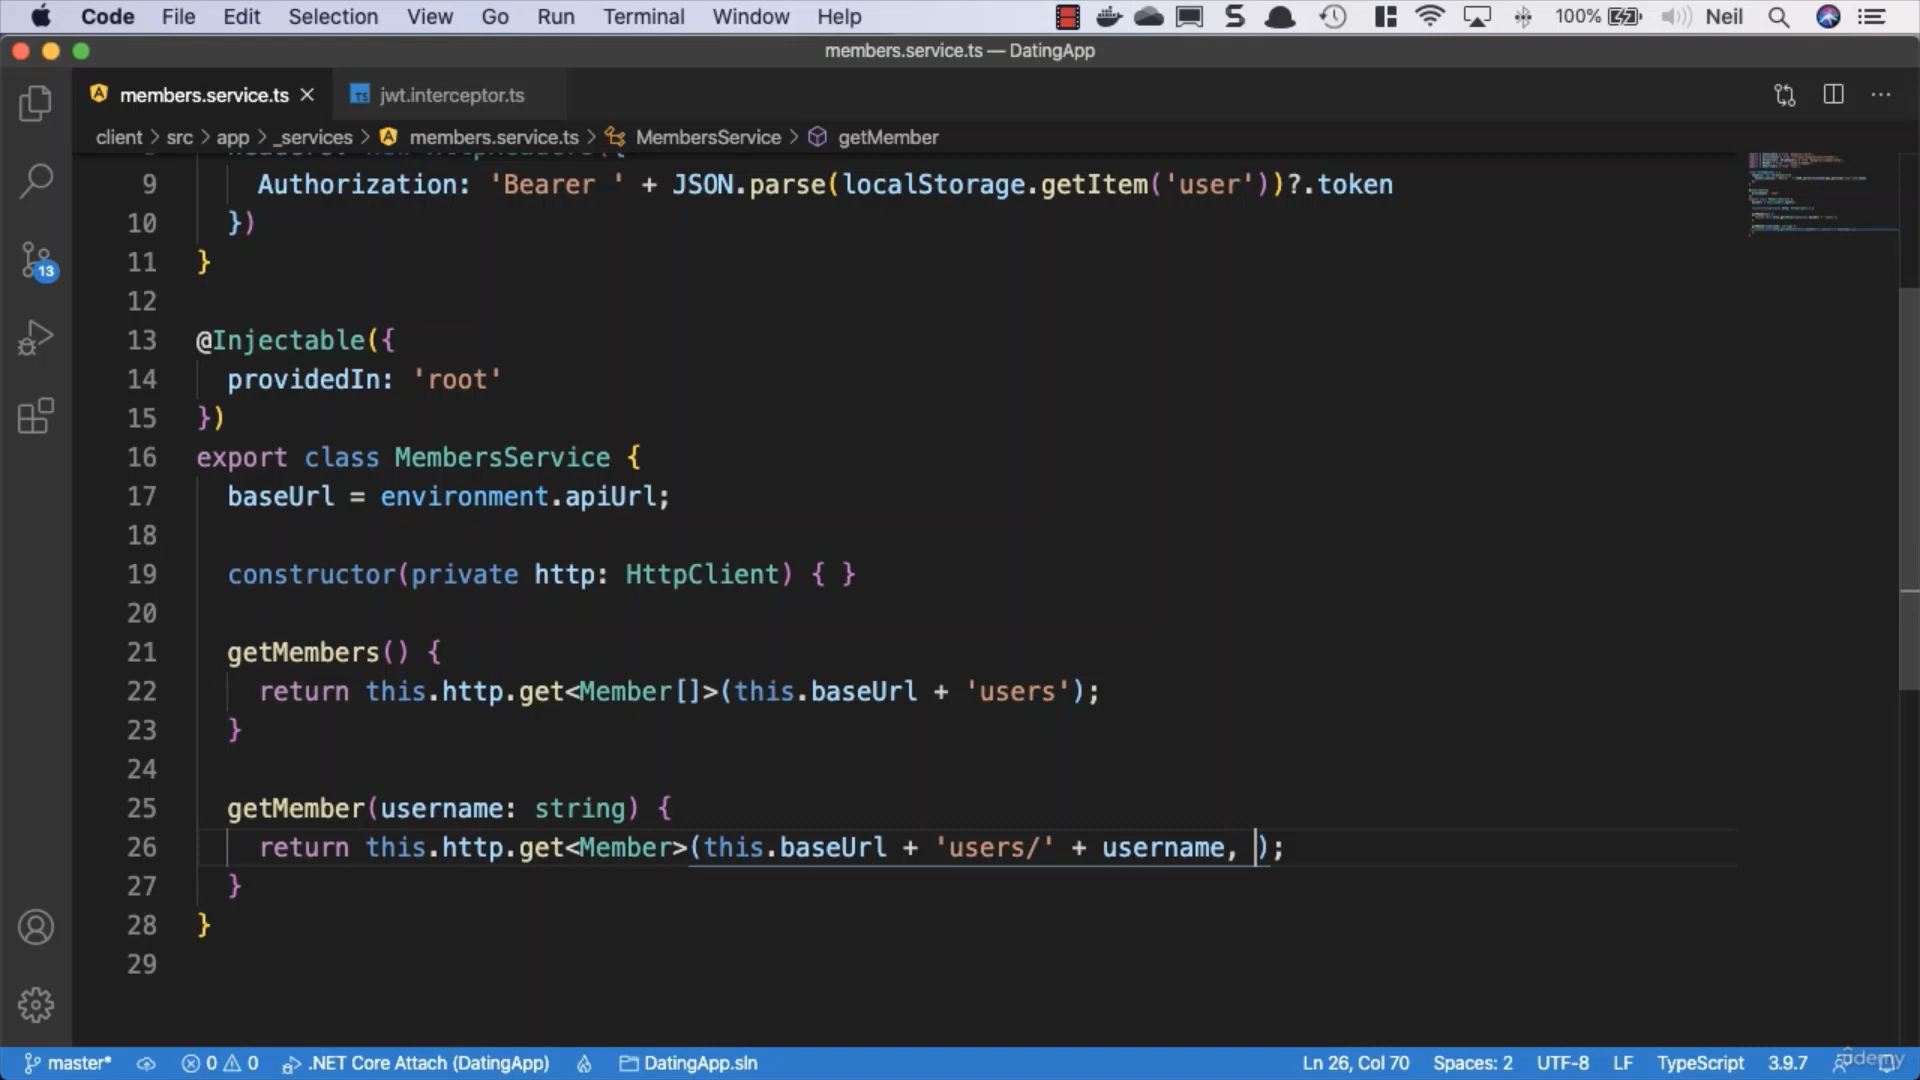 Code File Edit Selection View Go Run Terminal Window Help 100% Neil
members.service.ts — DatingApp
members.service.ts jwt.interceptor.ts
client > src > app > _services > members.service.ts > MembersService > getMember
9 Authorization: 'Bearer ' + JSON.parse(localStorage.getItem('user'))?.token
10 })
11 }
12
13 @Injectable({
14 providedIn: 'root'
15 })
16 export class MembersService {
17 baseUrl = environment.apiUrl;
18
19 constructor(private http: HttpClient) { }
20
21 getMembers() {
22 return this.http.get<Member[]>(this.baseUrl + 'users');
23 }
24
25 getMember(username: string) {
26 return this.http.get<Member>(this.baseUrl + 'users/' + username, );
27 }
28 }
29
13
master* 0 0 .NET Core Attach (DatingApp) DatingApp.sln Ln 26, Col 70 Spaces: 2 UTF-8 LF TypeScript 3.9.7
udemy